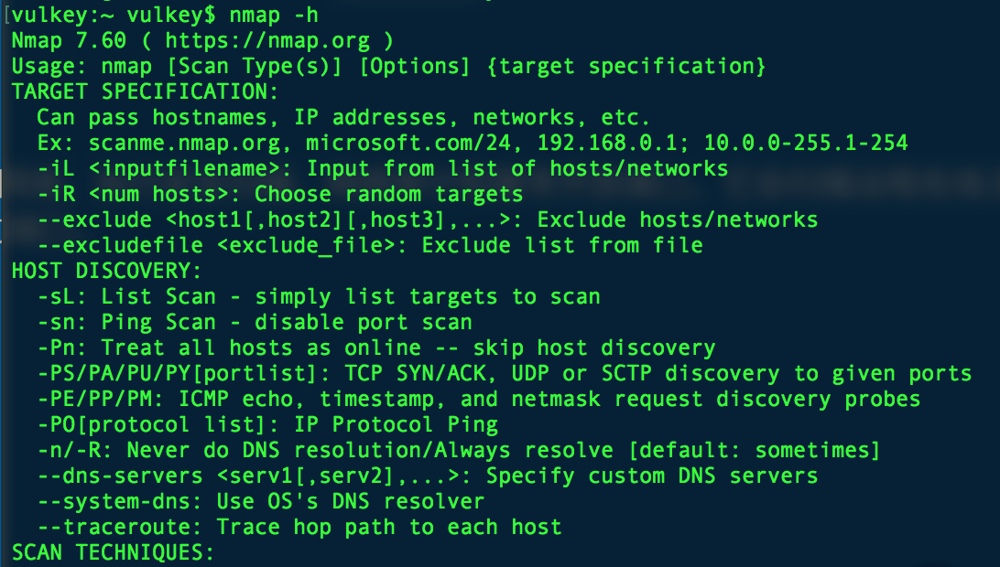 [vulkey:~ vulkey$ nmap -h
Nmap 7.60 ( https://nmap.org )
Usage: nmap [Scan Type(s)] [Options] {target specification}
TARGET SPECIFICATION:
  Can pass hostnames, IP addresses, networks, etc.
  Ex: scanme.nmap.org, microsoft.com/24, 192.168.0.1; 10.0.0-255.1-254
  -iL <inputfilename>: Input from list of hosts/networks
  -iR <num hosts>: Choose random targets
  --exclude <host1[,host2][,host3],...>: Exclude hosts/networks
  --excludefile <exclude_file>: Exclude list from file
HOST DISCOVERY:
  -sL: List Scan - simply list targets to scan
  -sn: Ping Scan - disable port scan
  -Pn: Treat all hosts as online -- skip host discovery
  -PS/PA/PU/PY[portlist]: TCP SYN/ACK, UDP or SCTP discovery to given ports
  -PE/PP/PM: ICMP echo, timestamp, and netmask request discovery probes
  -PO[protocol list]: IP Protocol Ping
  -n/-R: Never do DNS resolution/Always resolve [default: sometimes]
  --dns-servers <serv1[,serv2],...>: Specify custom DNS servers
  --system-dns: Use OS's DNS resolver
  --traceroute: Trace hop path to each host
SCAN TECHNIQUES: